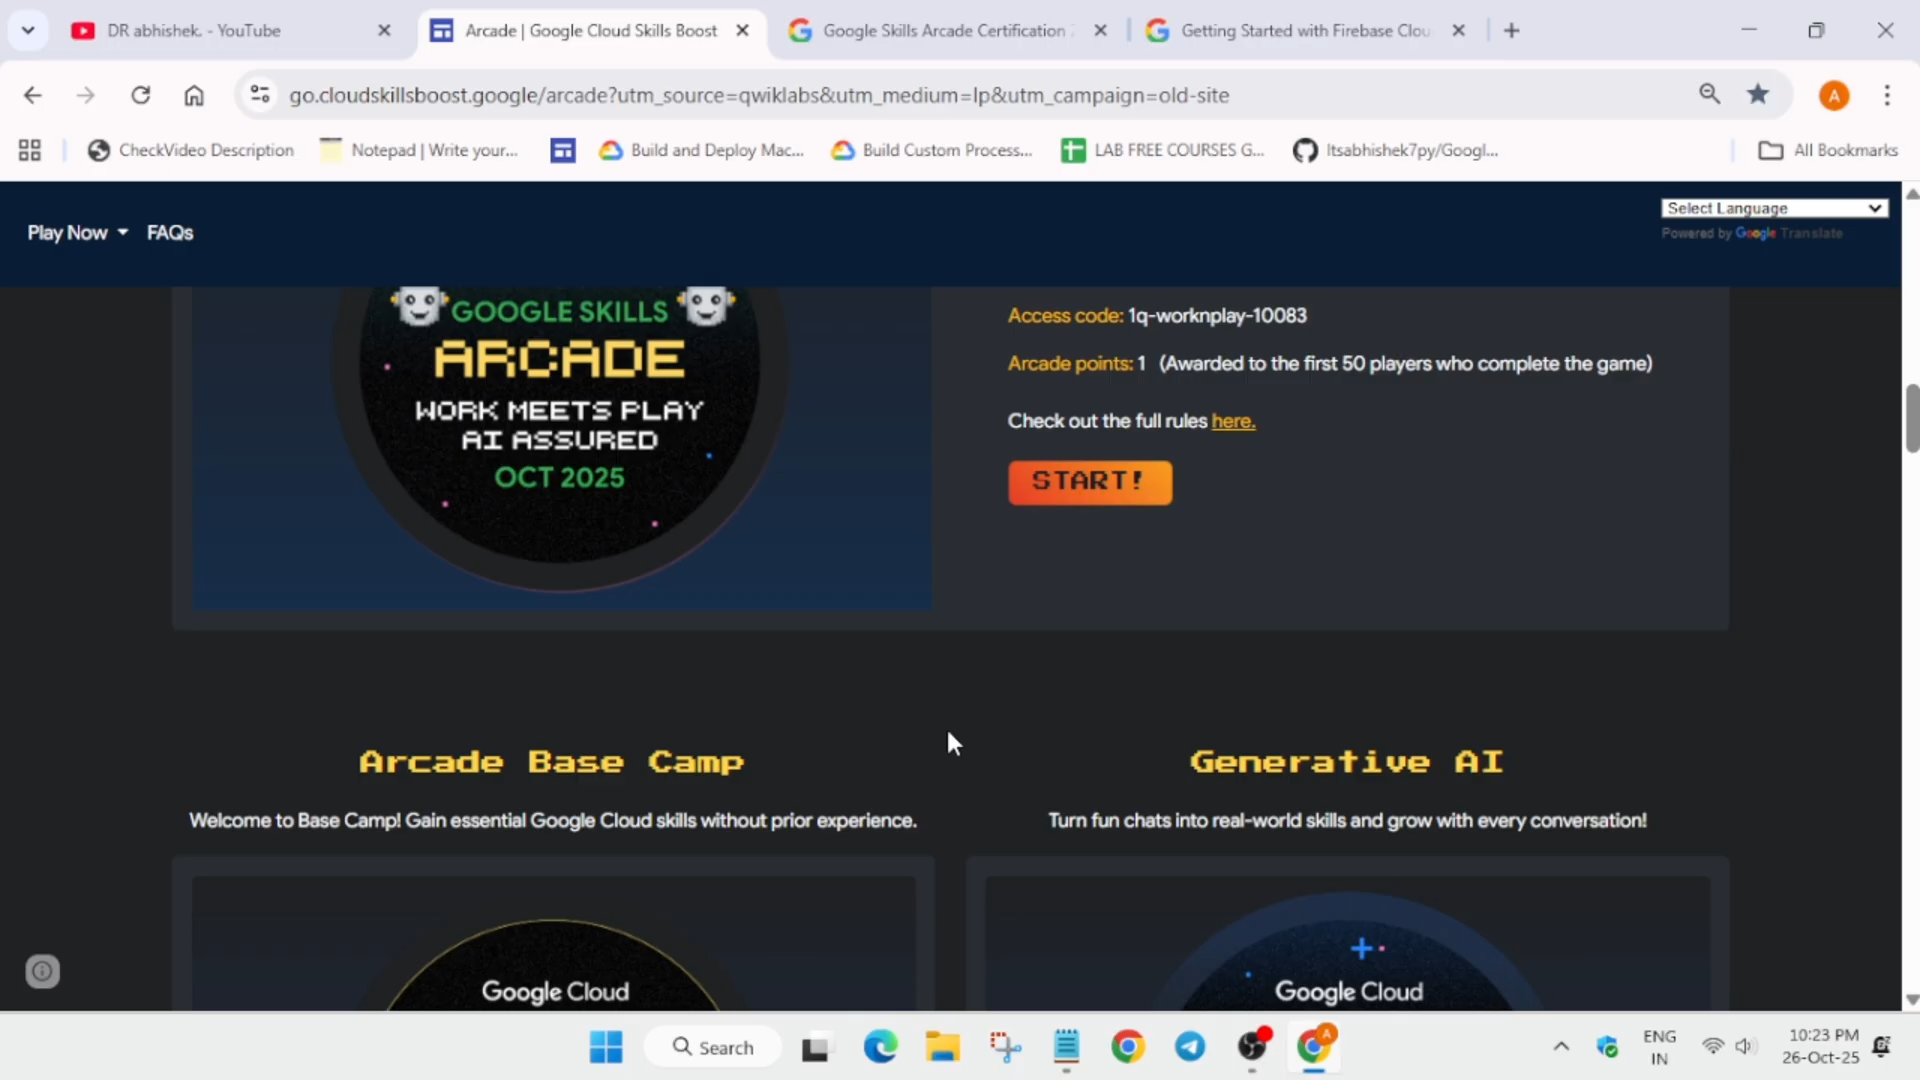 DR abhishek. - YouTube
Arcade | Google Cloud Skills Boost
Google Skills Arcade Certification
Getting Started with Firebase Clou
go.cloudskillsboost.google/arcade?utm_source=qwiklabs&utm_medium=lp&utm_campaign=old-site
A
CheckVideo Description
Notepad | Write your...
Build and Deploy Mac...
Build Custom Process...
LAB FREE COURSES G...
Itsabhishek7py/Googl...
All Bookmarks
Play Now
FAQs
Select Language
Powered by Google Translate
GOOGLE SKILLS
ARCADE
WORK MEETS PLAY
AI ASSURED
OCT 2025
Access code: 1q-worknplay-10083
Arcade points: 1 (Awarded to the first 50 players who complete the game)
Check out the full rules here.
START!
Arcade Base Camp
Welcome to Base Camp! Gain essential Google Cloud skills without prior experience.
Google Cloud
Generative AI
Turn fun chats into real-world skills and grow with every conversation!
Google Cloud
Search
A
ENG
IN
10:23 PM
26-Oct-25